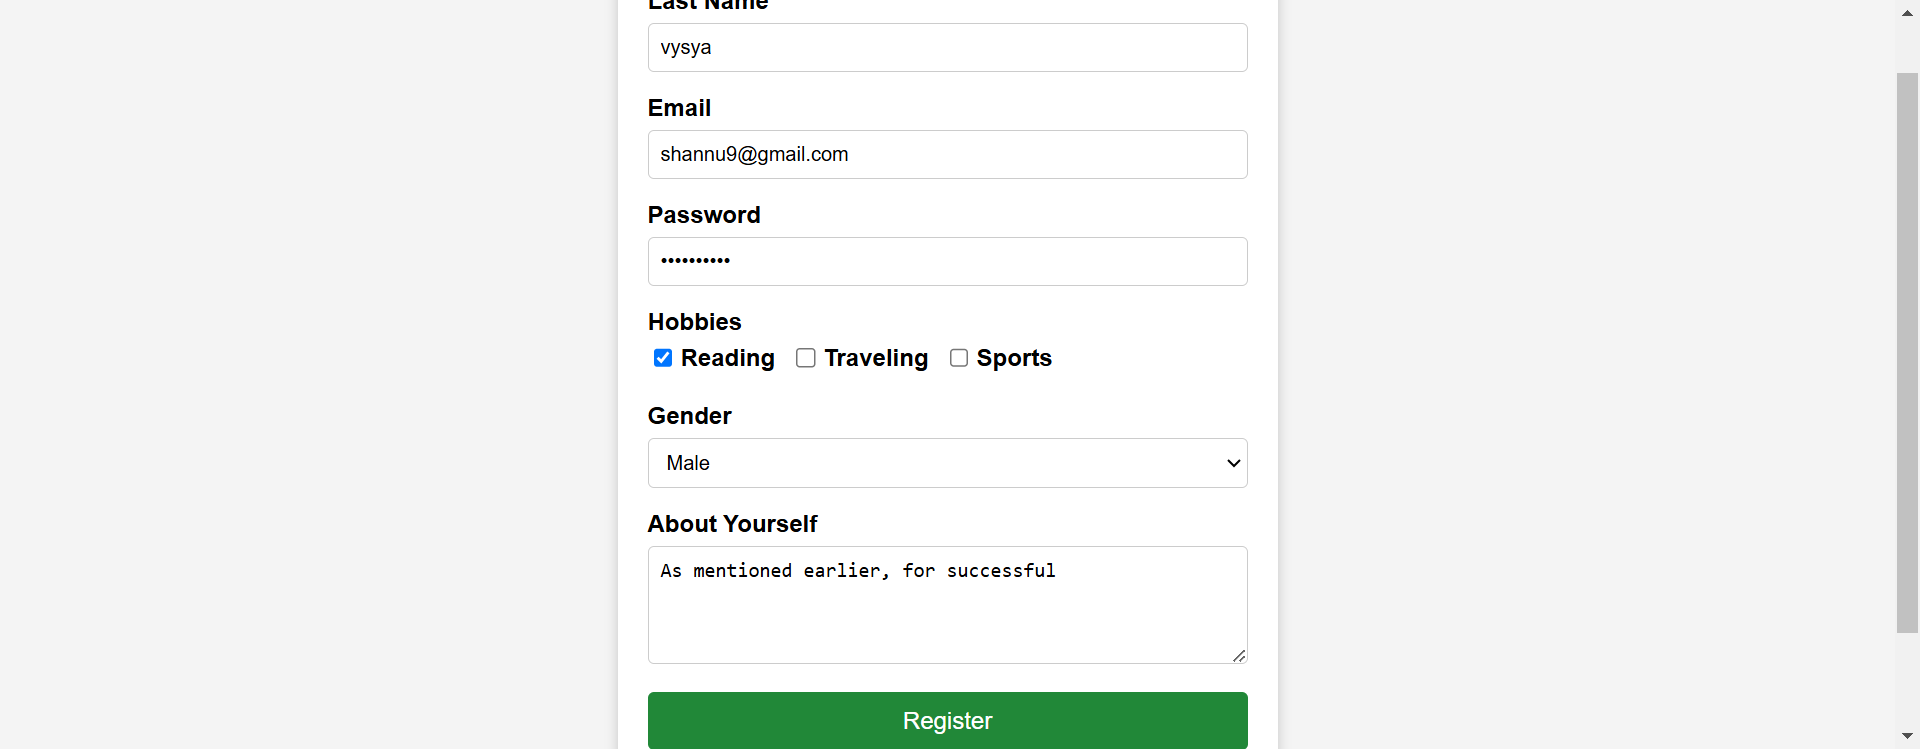 Last Name
vysya
Email
shannu9@gmail.com
Password
••••••••••
Hobbies
Reading Traveling Sports
Gender
Male
About Yourself
As mentioned earlier, for successful
Register